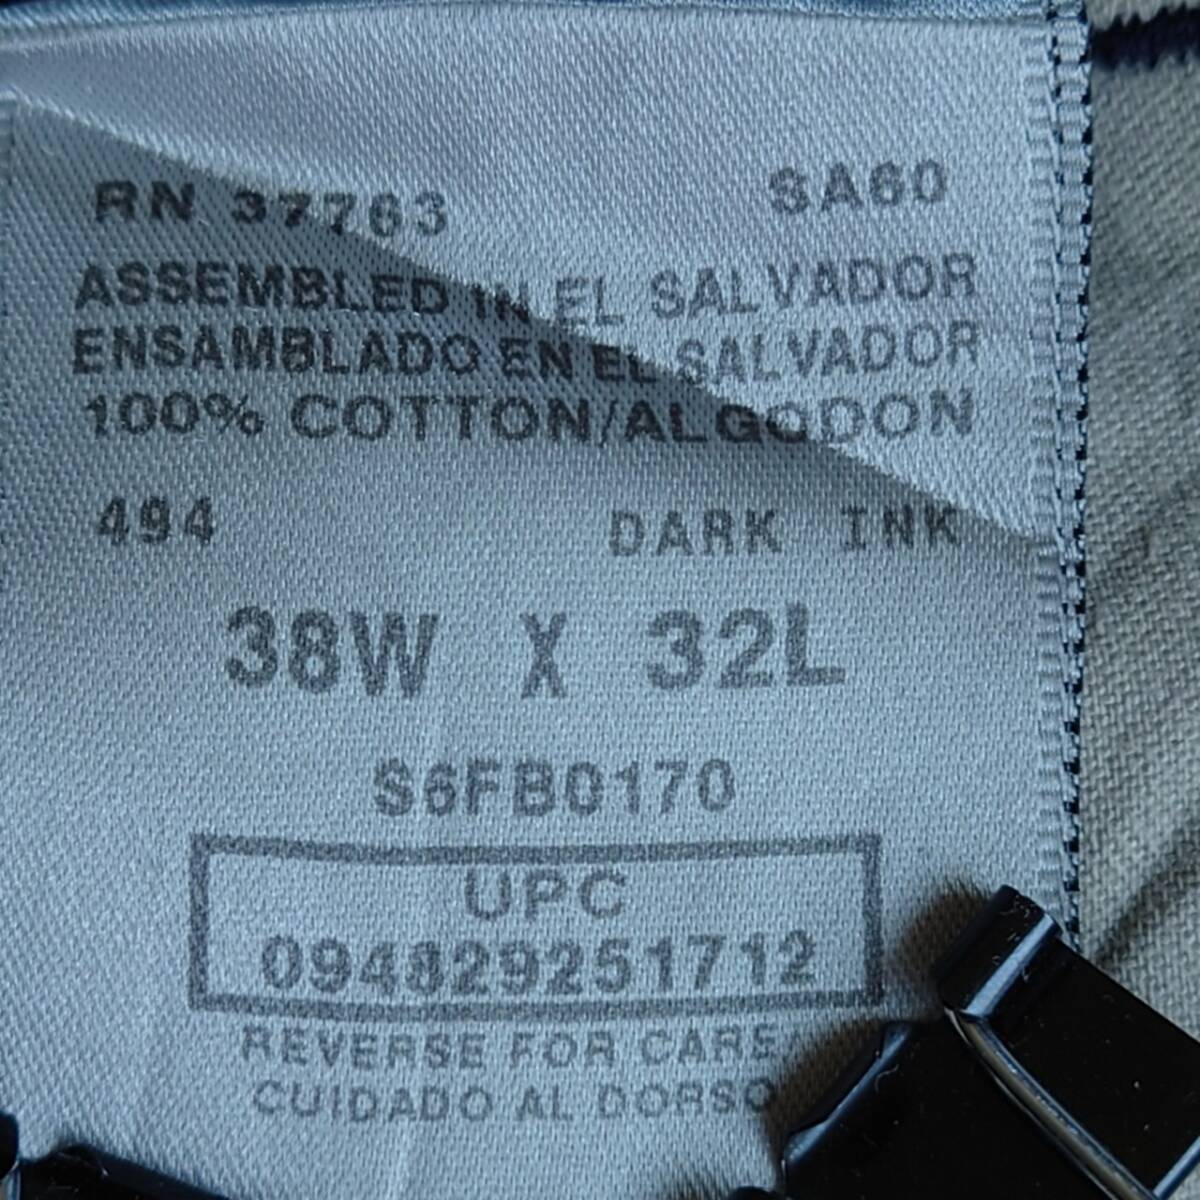 RN 37763 SA60
ASSEMBLED IN EL SALVADOR
ENSAMBLADO EN EL SALVADOR
100% COTTON/ALGODON
494 DARK INK
38W X 32L
S6FB0170
UPC
094829251712
REVERSE FOR CARE
CUIDADO AL DORSO